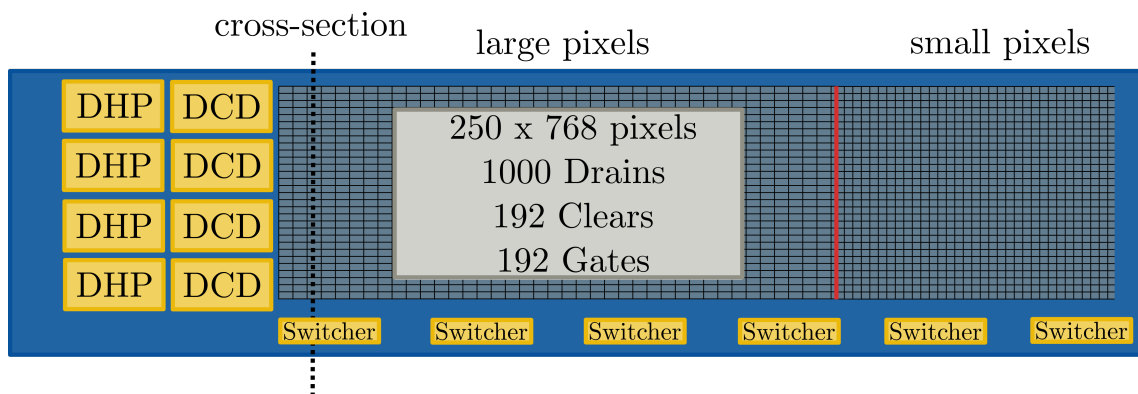 cross-section
large pixels
small pixels
DHP DCD
250 x 768 pixels
DHP DCD
1000 Drains
192 Clears
DHP DCD
192 Gates
DHP DCD
Switcher Switcher Switcher Switcher Switcher Switcher